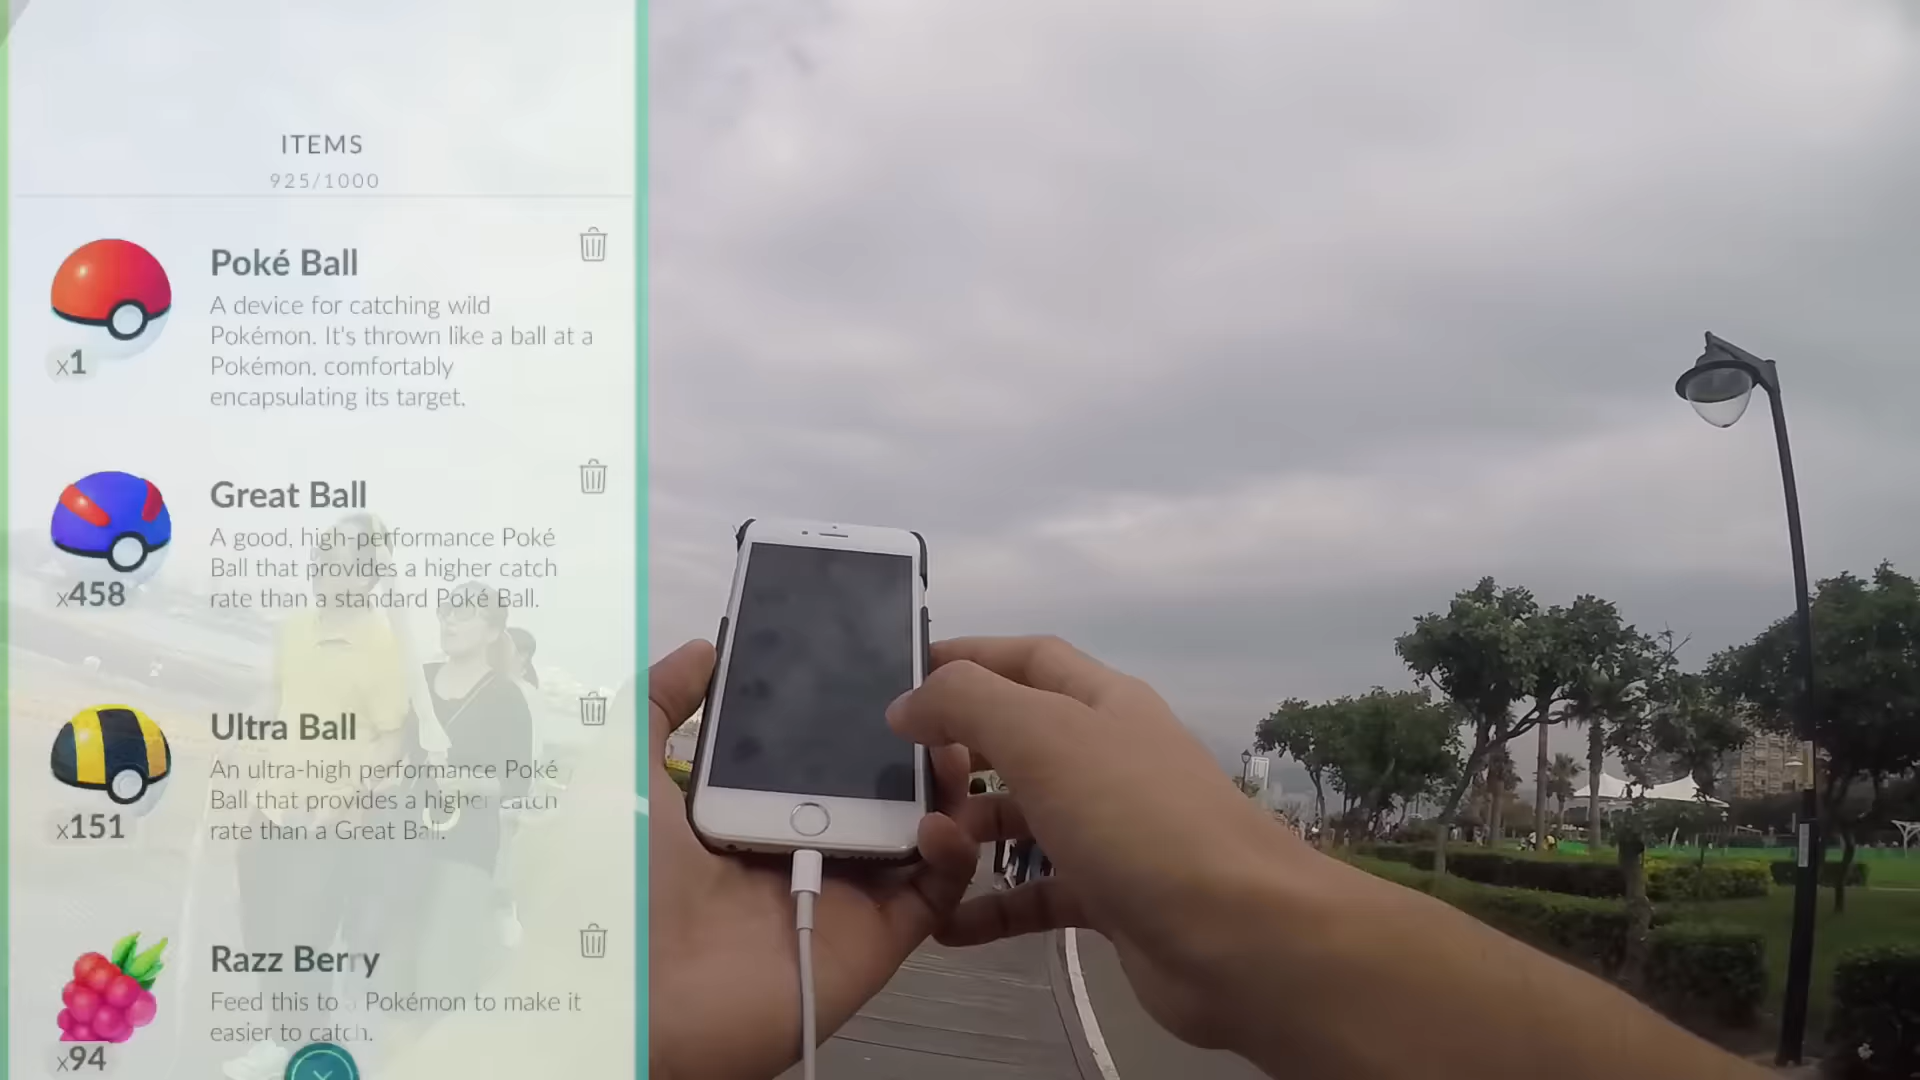 ITEMS
925/1000
Poké Ball
A device for catching wild
Pokémon. It's thrown like a ball at a
Pokémon, comfortably
encapsulating its target.
x1
Great Ball
A good, high-performance Poké
Ball that provides a higher catch
rate than a standard Poké Ball.
x458
Ultra Ball
An ultra-high performance Poké
Ball that provides a higher catch
rate than a Great Ball.
x151
Razz Berry
Feed this to a Pokémon to make it
easier to catch.
x94